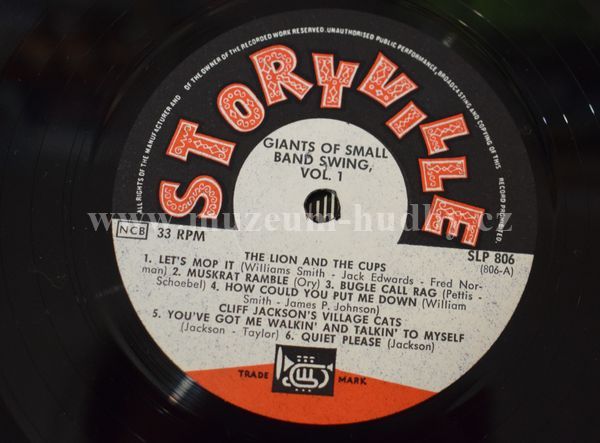 ALL RIGHTS OF THE MANUFACTURER AND OF THE OWNER OF THE RECORDED WORK RESERVED. UNAUTHORISED PUBLIC PERFORMANCE, BROADCASTING AND COPYING OF THIS RECORD PROHIBITED.
STORYVILLE
GIANTS OF SMALL
BAND SWING,
VOL. 1
www.muzeum-hudby.cz
NCB 33 RPM
SLP 806
(806-A)
THE LION AND THE CUPS
1. LET'S MOP IT (Williams Smith - Jack Edwards - Fred Nor-
man) 2. MUSKRAT RAMBLE (Ory) 3. BUGLE CALL RAG (Pettis -
Schoebel) 4. HOW COULD YOU PUT ME DOWN (William
Smith - James P. Johnson)
CLIFF JACKSON'S VILLAGE CATS
5. YOU'VE GOT ME WALKIN' AND TALKIN' TO MYSELF
(Jackson - Taylor) 6. QUIET PLEASE (Jackson)
TRADE MARK